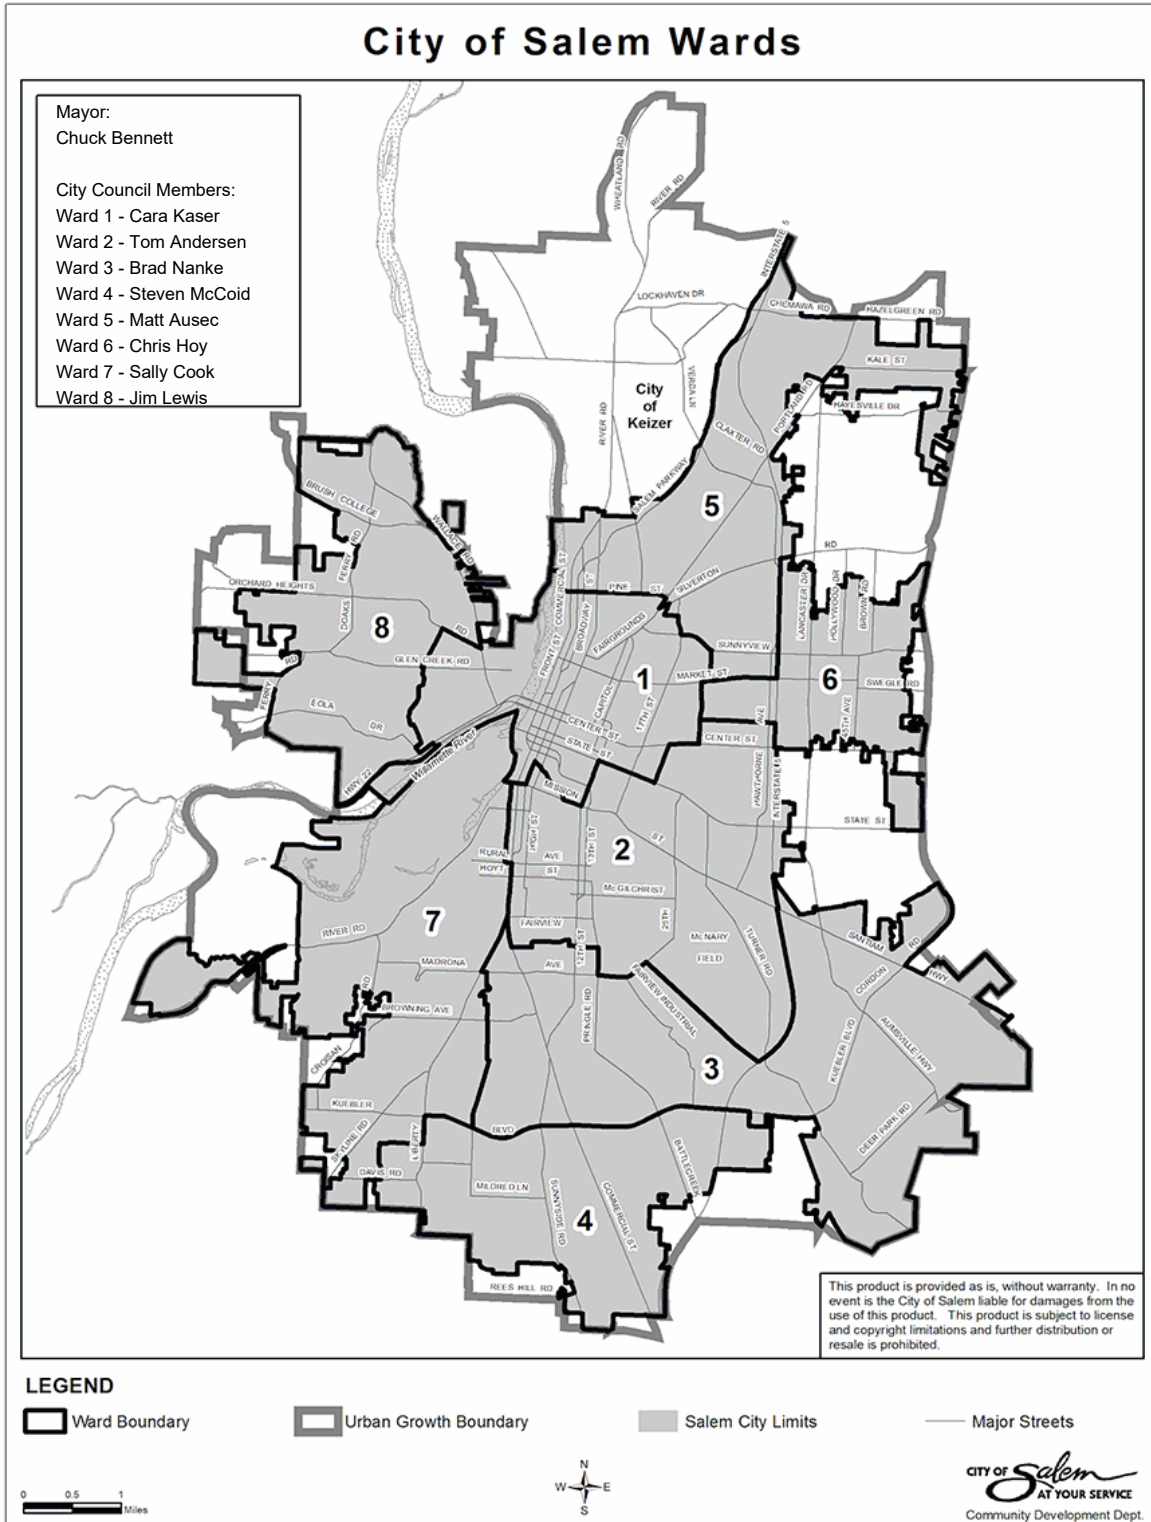 City of Salem Wards
Mayor:
Chuck Bennett
City Council Members:
Ward 1 - Cara Kaser
Ward 2 - Tom Andersen
Ward 3 - Brad Nanke
Ward 4 - Steven McCoid
Ward 5 - Matt Ausec
Ward 6 - Chris Hoy
Ward 7 - Sally Cook
Ward 8 - Jim Lewis
WHEATLAND RD
RIVER RD
INTERSTATE 5
LOCKHAVEN DR
CHEMAWA RD
HAZELGREEN RD
KALE ST
VERDA LN
PORTLAND RD
HAYESVILLE DR
City
of
Keizer
RIVER RD
CLAXTER RD
SALEM PARKWAY
5
BRUSH COLLEGE
WALLACE RD
RD
DOAKS FERRY RD
ORCHARD HEIGHTS
RD
COMMERCIAL ST
BROADWAY ST
PINE ST
SILVERTON
RD
LANCASTER DR
HOLLYWOOD DR
BROWN RD
8
FRONT ST
FAIRGROUNDS
SUNNYVIEW
GLEN CREEK RD
RD
FERRY
1
MARKET ST
6
SWEGLE RD
CAPITOL
17TH ST
45TH AVE
EOLA
DR
CENTER ST
STATE ST
CENTER ST
AVE
HAWTHORNE
INTERSTATE 5
Willamette River
HWY 22
MISSION
ST
STATE ST
HIGH ST
13TH ST
2
RURAL AVE
HOYT ST
McGILCHRIST
25TH
7
FAIRVIEW
AVE
12TH ST
McNARY
FIELD
TURNER RD
SANTIAM
HWY
CORDON
RD
RIVER RD
MADRONA
RD
BROWNING AVE
FAIRVIEW INDUSTRIAL
PRINGLE RD
CROISAN
3
KUEBLER BLVD
AUMSVILLE HWY
KUEBLER
BLVD
DEER PARK RD
SKYLINE RD
LIBERTY
DAVIS RD
BATTLECREEK
MILDRED LN
SUNNYSIDE RD
COMMERCIAL ST
4
REES HILL RD
This product is provided as is, without warranty. In no
event is the City of Salem liable for damages from the
use of this product. This product is subject to license
and copyright limitations and further distribution or
resale is prohibited.
LEGEND
Ward Boundary
Urban Growth Boundary
Salem City Limits
Major Streets
0 0.5 1
Miles
N
W E
S
CITY OF Salem
AT YOUR SERVICE
Community Development Dept.